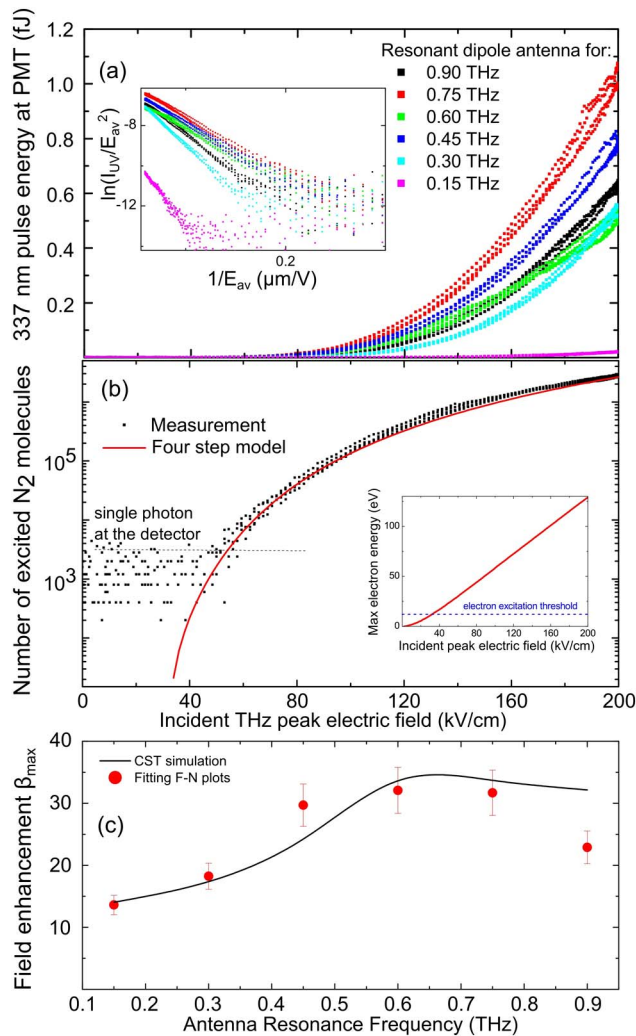 337 nm pulse energy at PMT (fJ)
1.2
1.0
0.8
0.6
0.4
0.2
(a)
ln(I_UV/E_av^2)
-8
-12
0.2
1/E_av (µm/V)
Resonant dipole antenna for:
0.90 THz
0.75 THz
0.60 THz
0.45 THz
0.30 THz
0.15 THz
Number of excited N₂ molecules
(b)
Measurement
Four step model
10⁵
single photon
at the detector
10³
Max electron energy (eV)
100
50
0
electron excitation threshold
0 40 80 120 160 200
Incident peak electric field (kV/cm)
0 40 80 120 160 200
Incident THz peak electric field (kV/cm)
Field enhancement β_max
40
30
20
10
CST simulation
Fitting F-N plots
(c)
0.1 0.2 0.3 0.4 0.5 0.6 0.7 0.8 0.9
Antenna Resonance Frequency (THz)